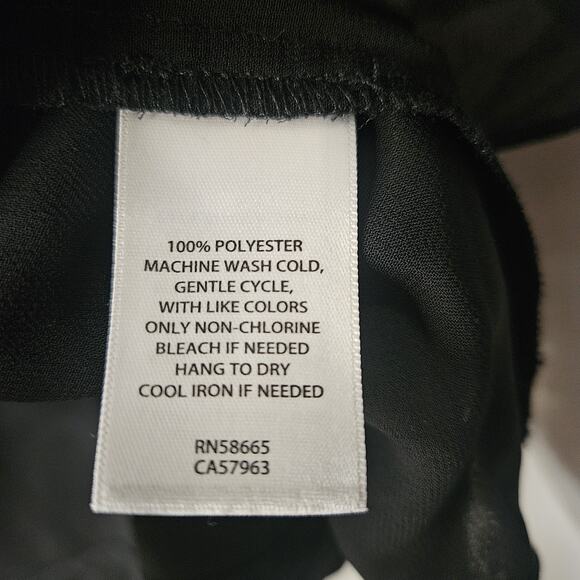 100% POLYESTER
MACHINE WASH COLD,
GENTLE CYCLE,
WITH LIKE COLORS
ONLY NON-CHLORINE
BLEACH IF NEEDED
HANG TO DRY
COOL IRON IF NEEDED
RN58665
CA57963